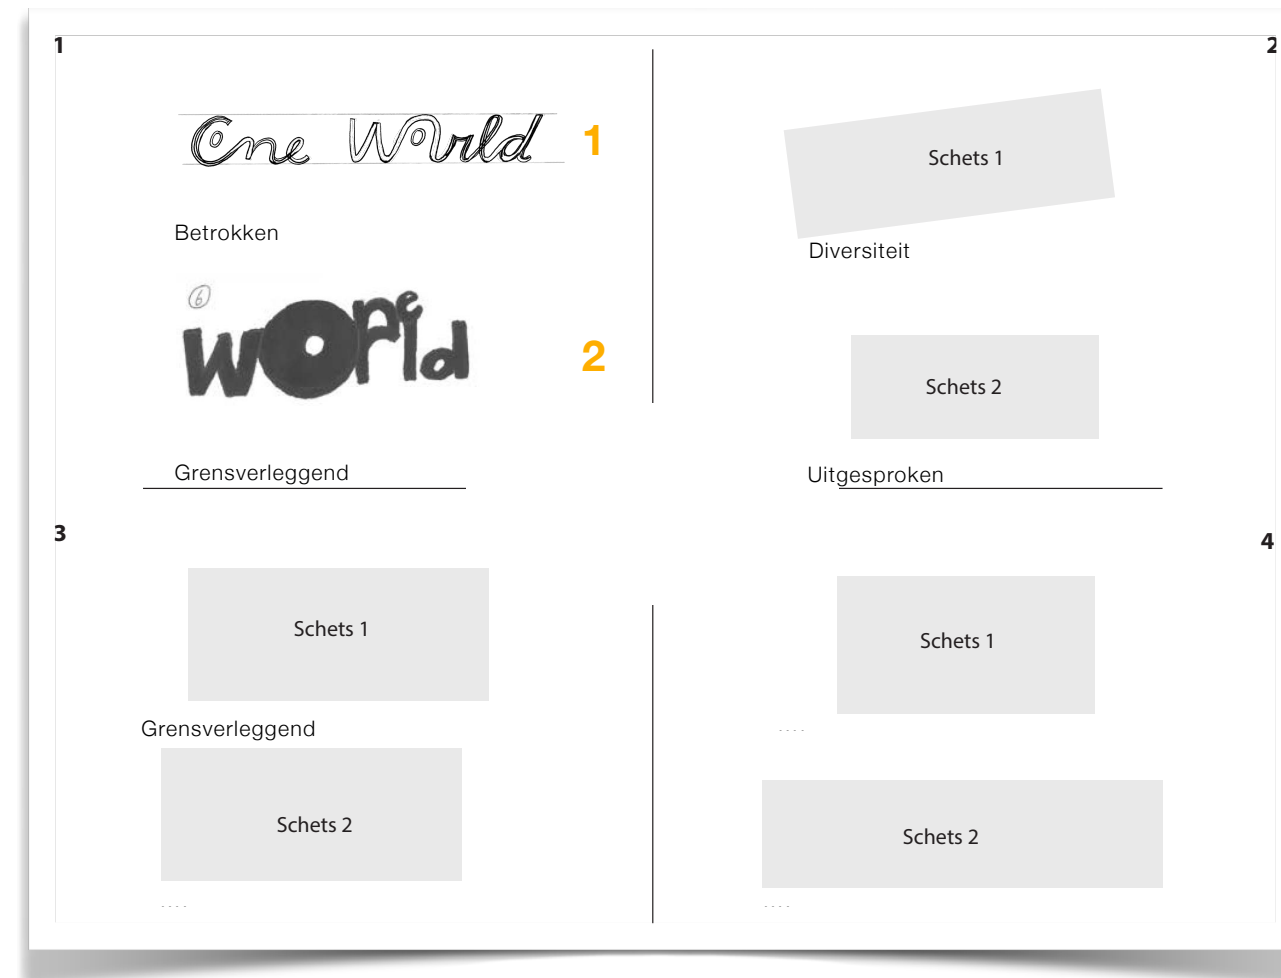 1
One World
1
Betrokken
6
One
World
2
Grensverleggend
2
Schets 1
Diversiteit
Schets 2
Uitgesproken
3
Schets 1
Grensverleggend
Schets 2
....
4
Schets 1
....
Schets 2
....